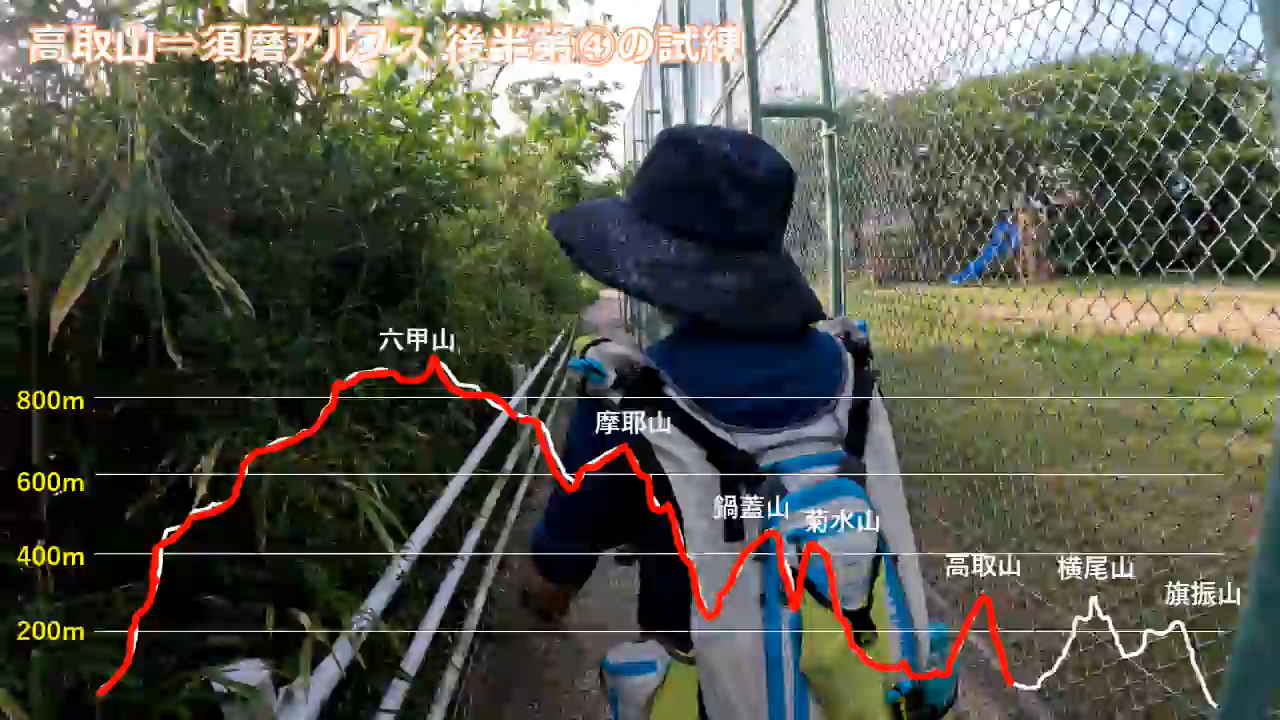 高取山⇒須磨アルプス 後半第④の試練
六甲山
800m
摩耶山
600m
鍋蓋山
菊水山
400m
高取山
横尾山
旗振山
200m